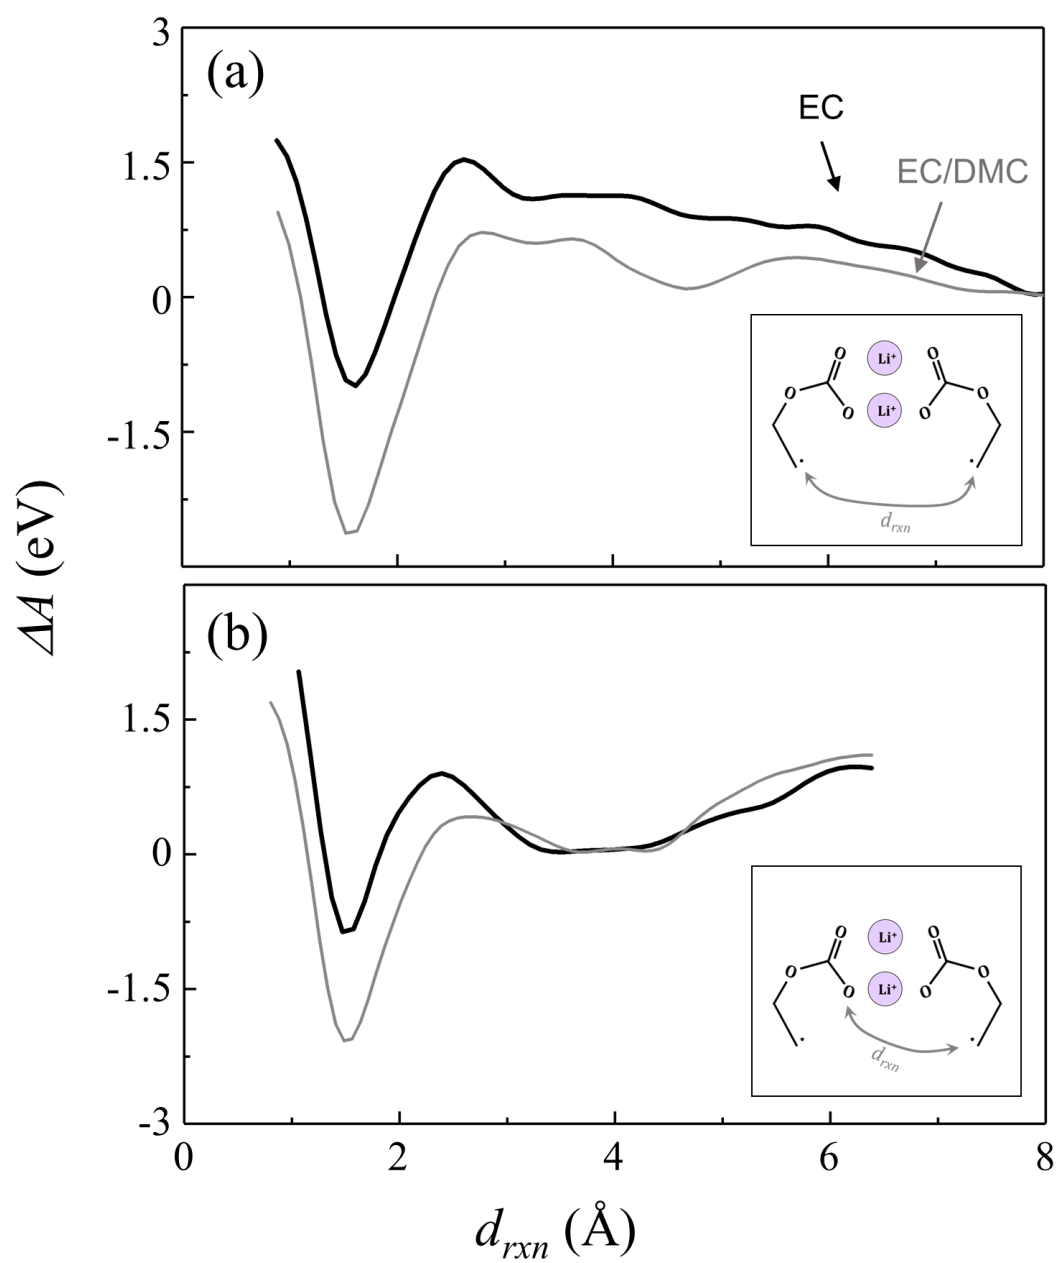 3
(a)
EC
EC/DMC
1.5
0
-1.5
O O
Li⁺
O O
Li⁺
O O
d_rxn
ΔA (eV)
(b)
1.5
0
-1.5
-3
O O
Li⁺
O O
Li⁺
O O
d_rxn
0 2 4 6 8
d_rxn (Å)